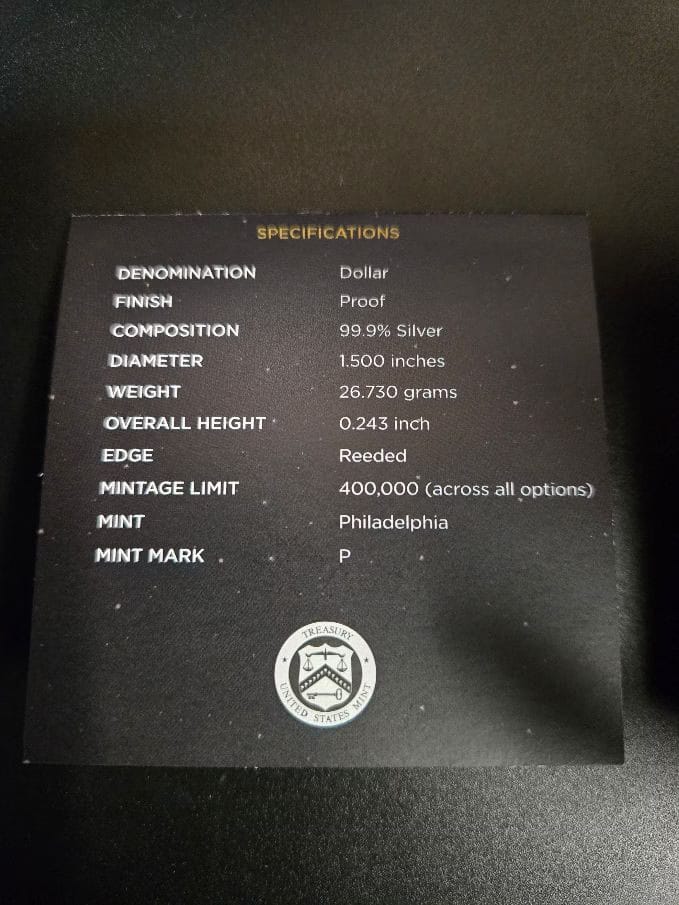 SPECIFICATIONS
DENOMINATION Dollar
FINISH Proof
COMPOSITION 99.9% Silver
DIAMETER 1.500 inches
WEIGHT 26.730 grams
OVERALL HEIGHT 0.243 inch
EDGE Reeded
MINTAGE LIMIT 400,000 (across all options)
MINT Philadelphia
MINT MARK P
TREASURY
UNITED STATES MINT